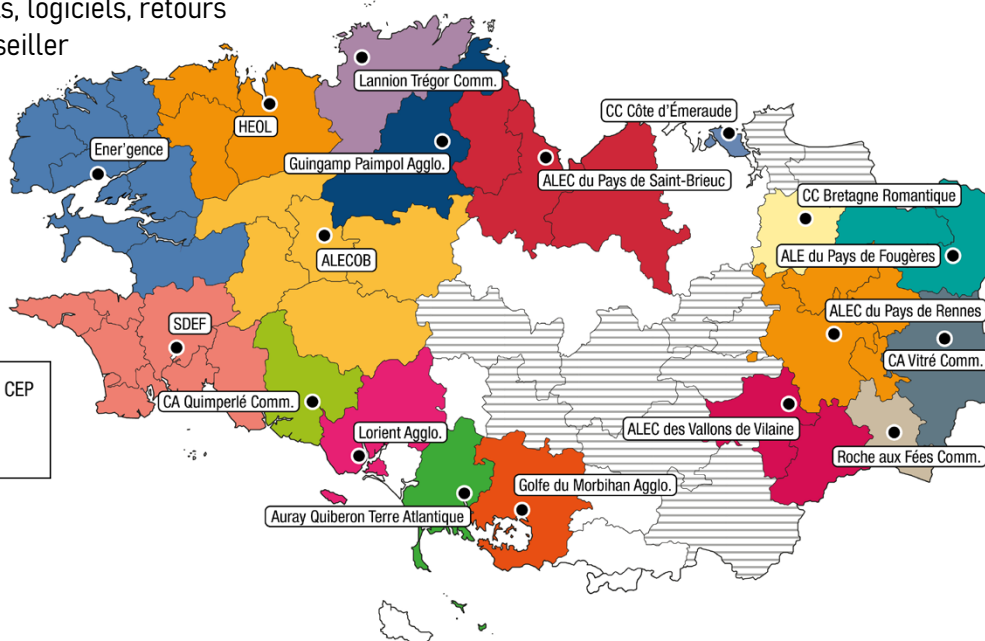 s, logiciels, retours
seiller
Lannion Trégor Comm.
CC Côte d'Émeraude
HEOL
Ener'gence
Guingamp Paimpol Agglo.
ALEC du Pays de Saint-Brieuc
CC Bretagne Romantique
ALECOB
ALE du Pays de Fougères
ALEC du Pays de Rennes
SDEF
CA Vitré Comm.
CEP
CA Quimperlé Comm.
Lorient Agglo.
ALEC des Vallons de Vilaine
Roche aux Fées Comm.
Golfe du Morbihan Agglo.
Auray Quiberon Terre Atlantique